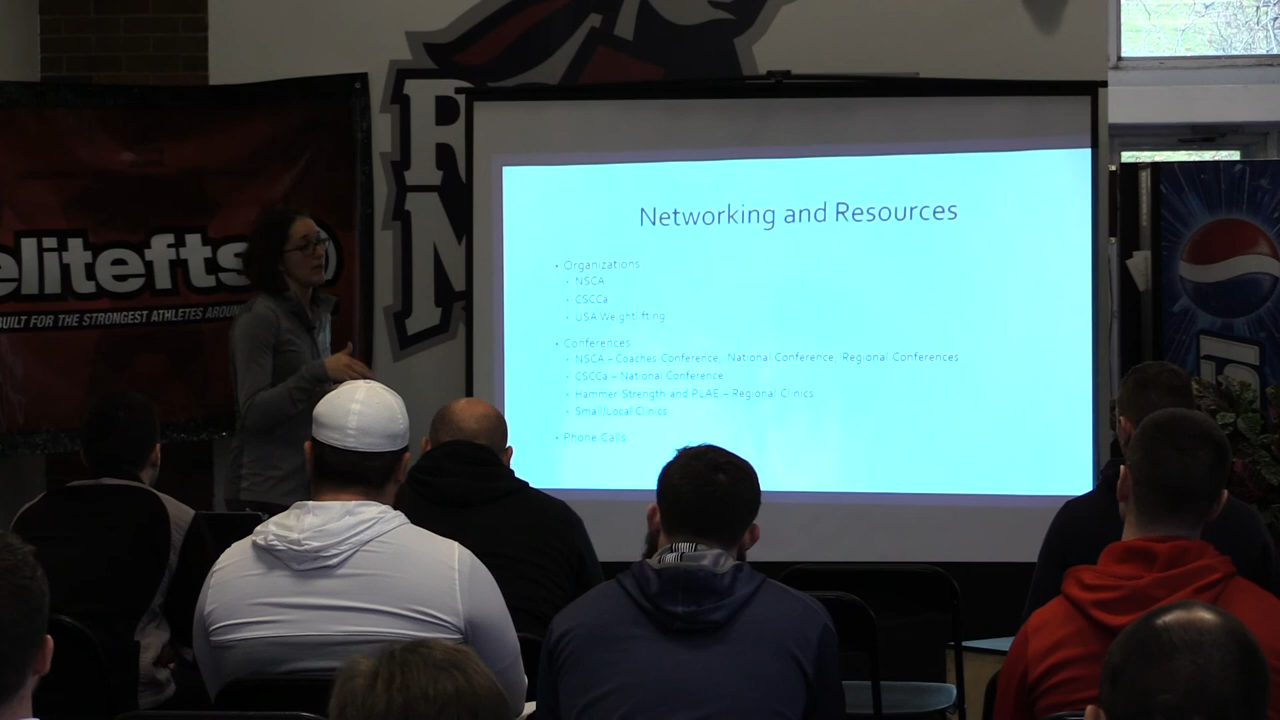 elitefts
BUILT FOR THE STRONGEST ATHLETES AROUN
R
M
Networking and Resources
• Organizations
• NSCA
• CSCCa
• USA Weightlifting
• Conferences
• NSCA – Coaches Conference, National Conference, Regional Conferences
• CSCCa – National Conference
• Hammer Strength and PLAE – Regional Clinics
• Small/Local Clinics
• Phone Calls